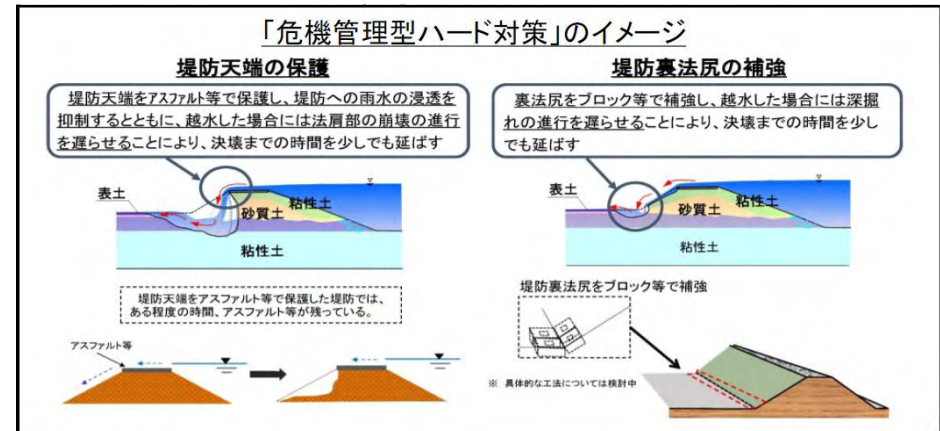 「危機管理型ハード対策」のイメージ
堤防天端の保護
堤防天端をアスファルト等で保護し、堤防への雨水の浸透を
抑制するとともに、越水した場合には法肩部の崩壊の進行
を遅らせることにより、決壊までの時間を少しでも延ばす
表土
砂質土
粘性土
粘性土
堤防天端をアスファルト等で保護した堤防では、
ある程度の時間、アスファルト等が残っている。
アスファルト等
堤防裏法尻の補強
裏法尻をブロック等で補強し、越水した場合には深掘
れの進行を遅らせることにより、決壊までの時間を少し
でも延ばす
表土
砂質土
粘性土
粘性土
堤防裏法尻をブロック等で補強
※ 具体的な工法については検討中